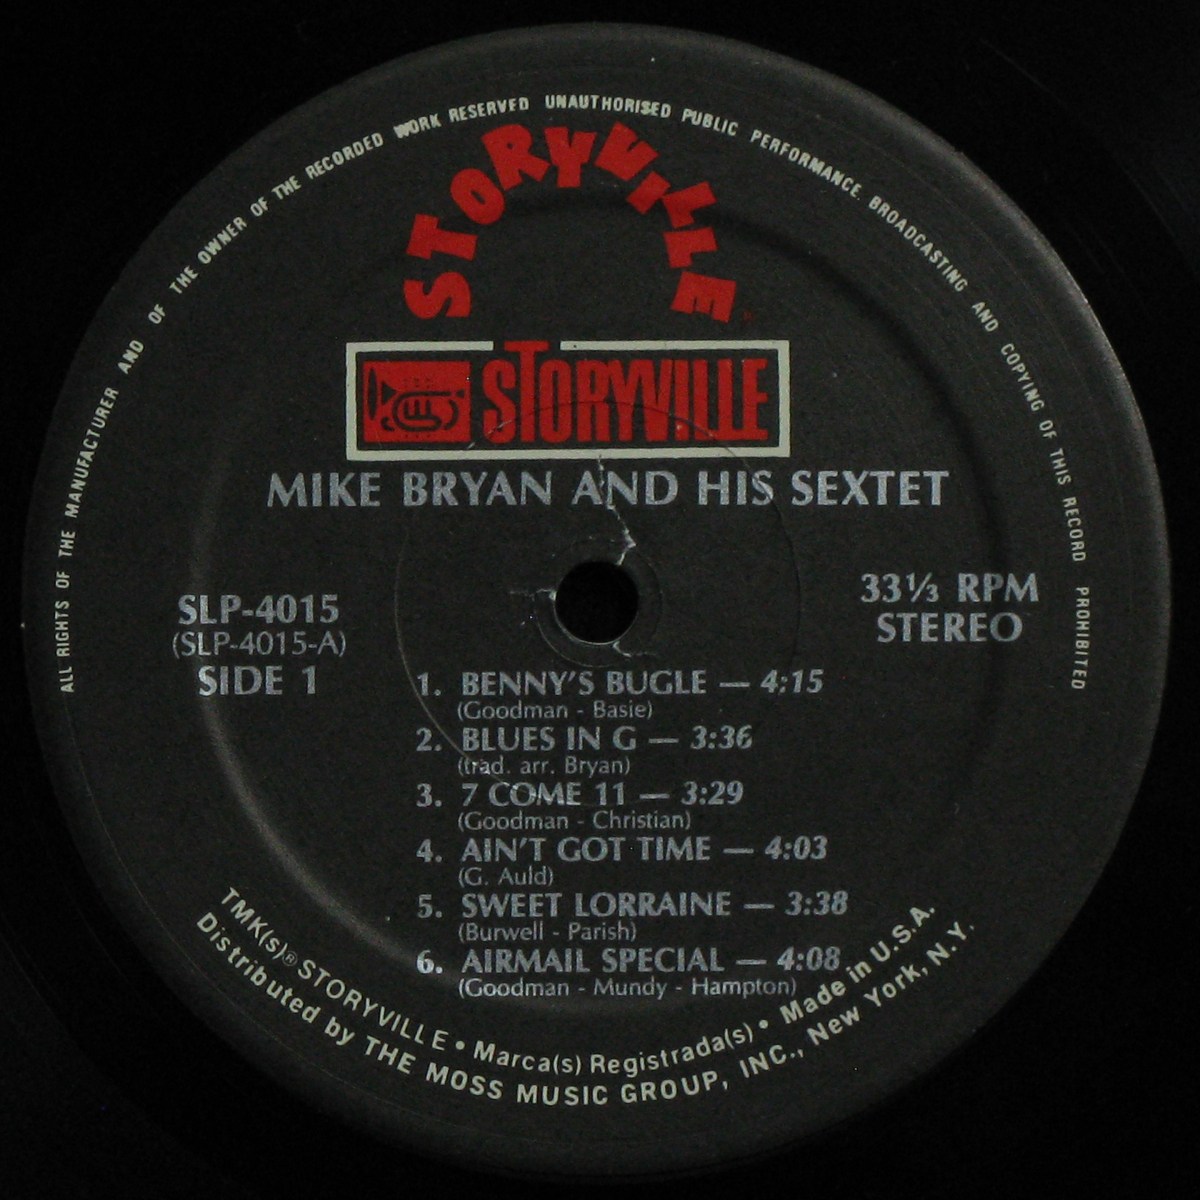 ALL RIGHTS OF THE MANUFACTURER AND OF THE OWNER OF THE RECORDED WORK RESERVED UNAUTHORISED PUBLIC PERFORMANCE. BROADCASTING AND COPYING OF THIS RECORD PROHIBITED
STORYVILLE
STORYVILLE
MIKE BRYAN AND HIS SEXTET
SLP-4015
(SLP-4015-A)
SIDE 1
33⅓ RPM
STEREO
1. BENNY'S BUGLE — 4:15
(Goodman - Basie)
2. BLUES IN G — 3:36
(trad. arr. Bryan)
3. 7 COME 11 — 3:29
(Goodman - Christian)
4. AIN'T GOT TIME — 4:03
(G. Auld)
5. SWEET LORRAINE — 3:38
(Burwell - Parish)
6. AIRMAIL SPECIAL — 4:08
(Goodman - Mundy - Hampton)
TMK(s)® STORYVILLE • Marca(s) Registrada(s) • Made in U.S.A.
Distributed by THE MOSS MUSIC GROUP, INC., New York, N.Y.